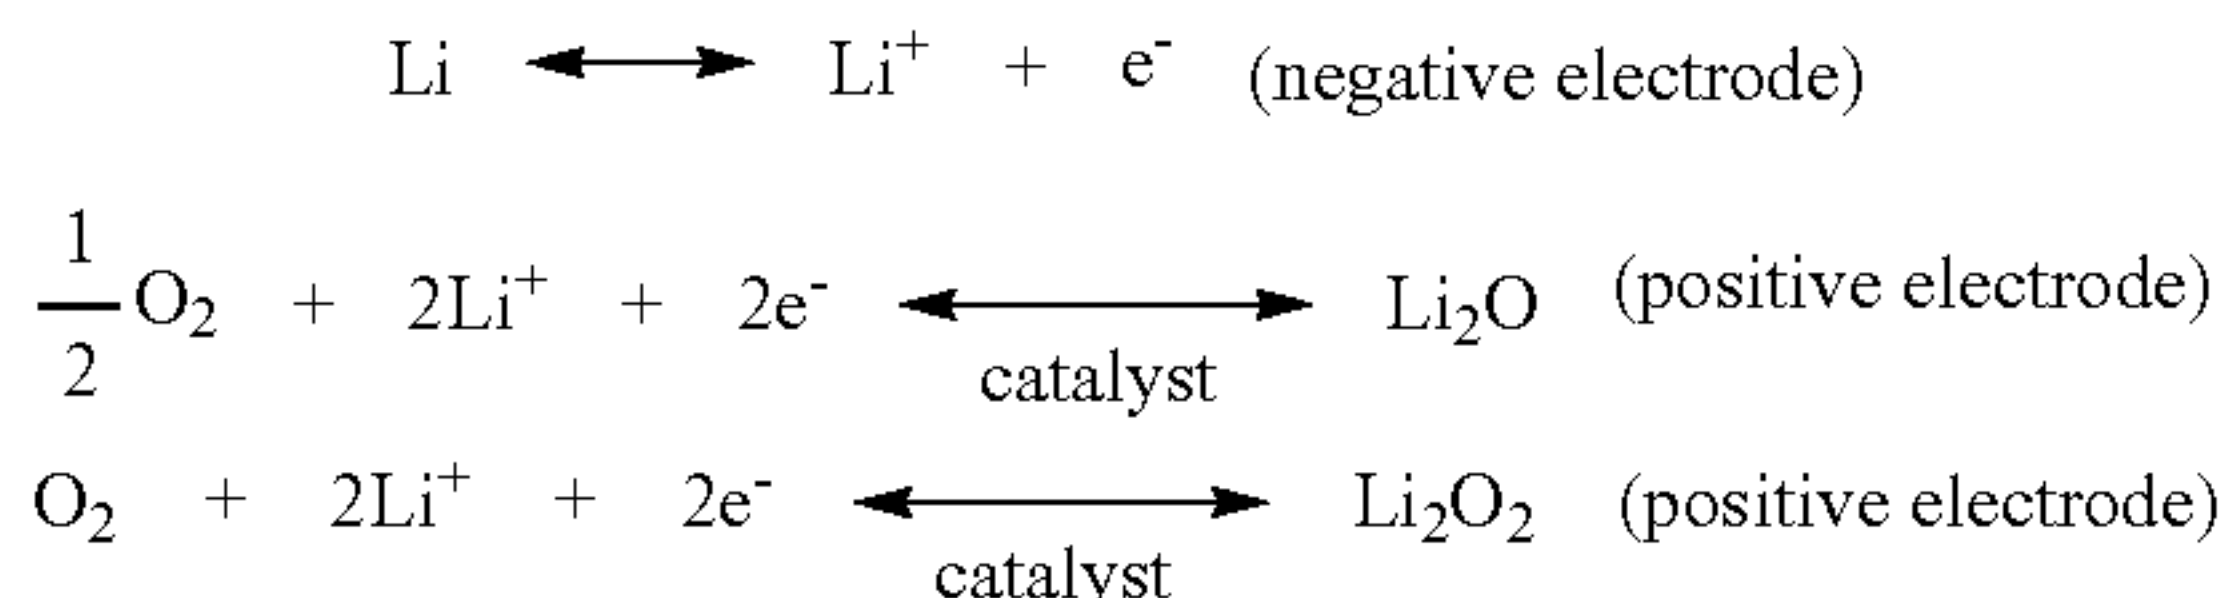 Li ⟷ Li⁺ + e⁻ (negative electrode)
1/2 O₂ + 2Li⁺ + 2e⁻ ⟷ Li₂O (positive electrode)
catalyst
O₂ + 2Li⁺ + 2e⁻ ⟷ Li₂O₂ (positive electrode)
catalyst